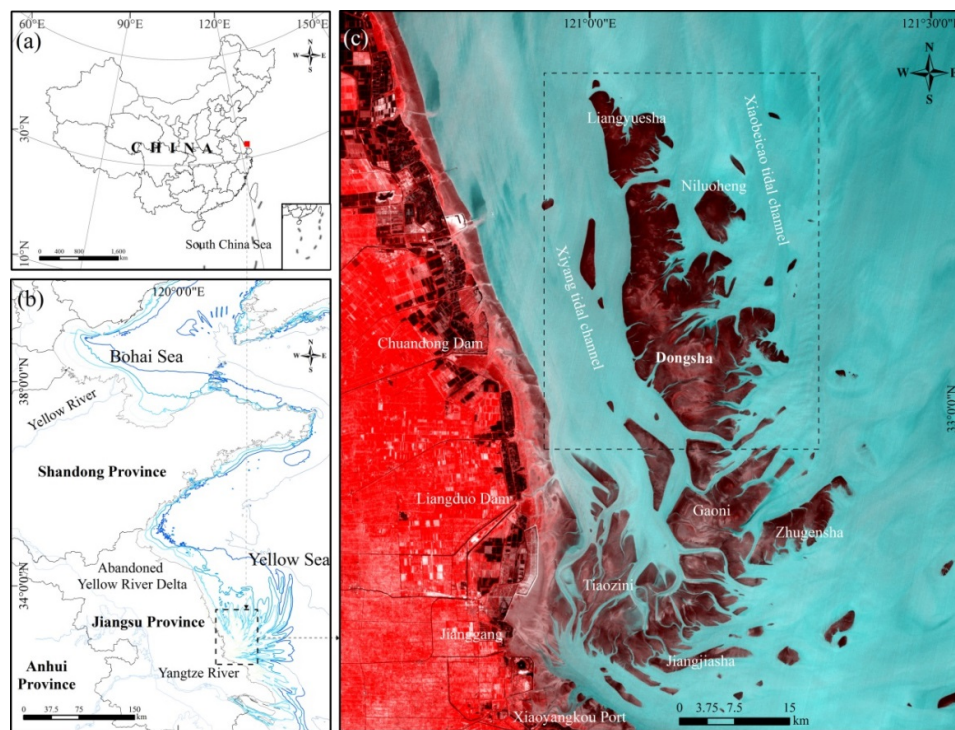 60°E
90°E
120°E
150°E
(a)
N
W E
S
30°N
CHINA
South China Sea
10°N
0 400 800 1,600
km
120°0'0"E
(b)
N
W E
S
Bohai Sea
38°0'0"N
Yellow River
Shandong Province
Yellow Sea
Abandoned
Yellow River Delta
34°0'0"N
Jiangsu Province
Anhui
Province
Yangtze River
0 37.5 75 150
km
(c)
121°0'E
121°30'E
N
W E
S
Liangyuesha
Xiaobeicao tidal channel
Niluoheng
Xiyang tidal channel
Chuandong Dam
Dongsha
33°0'N
Liangduo Dam
Gaoni
Zhugensha
Tiaozini
Jianggang
Jiangjiasha
Xiaoyangkou Port
0 3.75 7.5 15
km